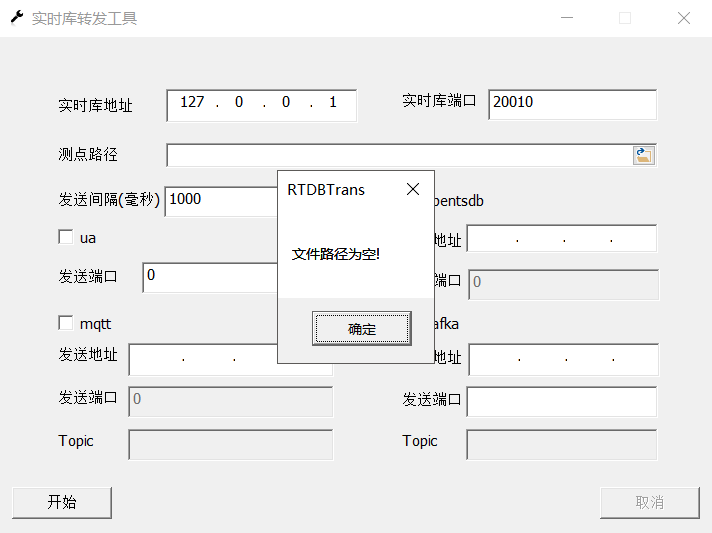 实时库转发工具
实时库地址
127 . 0 . 0 . 1
实时库端口
20010
测点路径
发送间隔(毫秒)
1000
pentsdb
ua
地址
. . .
发送端口
0
端口
0
RTDBTrans
文件路径为空!
确定
mqtt
afka
发送地址
. . .
地址
. . .
发送端口
0
发送端口
Topic
Topic
开始
取消